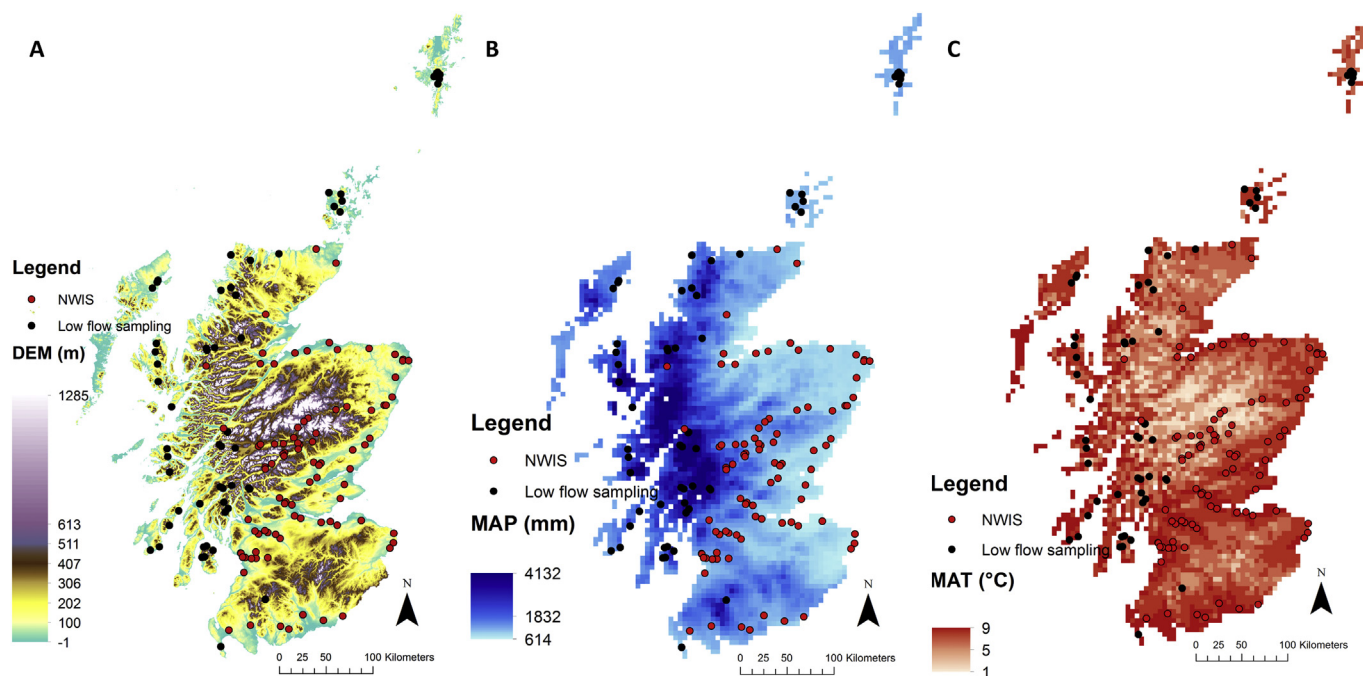 A
B
C
Legend
NWIS
Low flow sampling
DEM (m)
1285
613
511
407
306
202
100
-1
N
0 25 50 100 Kilometers
Legend
NWIS
Low flow sampling
MAP (mm)
4132
1832
614
N
0 25 50 100 Kilometers
Legend
NWIS
Low flow sampling
MAT (°C)
9
5
1
N
0 25 50 100 Kilometers